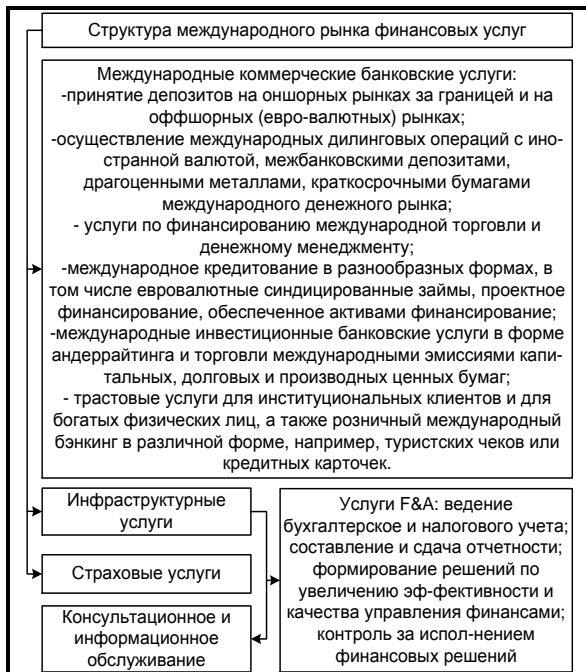 Структура международного рынка финансовых услуг
Международные коммерческие банковские услуги:
-принятие депозитов на оншорных рынках за границей и на
оффшорных (евро-валютных) рынках;
-осуществление международных дилинговых операций с ино-
странной валютой, межбанковскими депозитами,
драгоценными металлами, краткосрочными бумагами
международного денежного рынка;
- услуги по финансированию международной торговли и
денежному менеджменту;
-международное кредитование в разнообразных формах, в
том числе евровалютные синдицированные займы, проектное
финансирование, обеспеченное активами финансирование;
-международные инвестиционные банковские услуги в форме
андеррайтинга и торговли международными эмиссиями капи-
тальных, долговых и производных ценных бумаг;
- трастовые услуги для институциональных клиентов и для
богатых физических лиц, а также розничный международный
бэнкинг в различной форме, например, туристских чеков или
кредитных карточек.
Инфраструктурные
услуги
Страховые услуги
Консультационное и
информационное
обслуживание
Услуги F&A: ведение
бухгалтерское и налогового учета;
составление и сдача отчетности;
формирование решений по
увеличению эф-фективности и
качества управления финансами;
контроль за испол-нением
финансовых решений